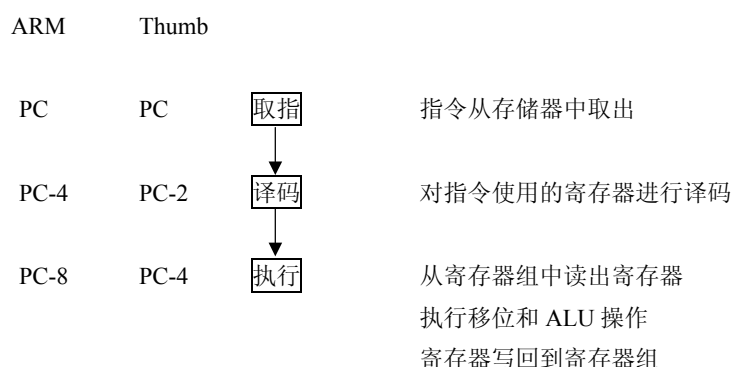 ARM Thumb
PC PC 取指 指令从存储器中取出
PC-4 PC-2 译码 对指令使用的寄存器进行译码
PC-8 PC-4 执行 从寄存器组中读出寄存器
执行移位和 ALU 操作
寄存器写回到寄存器组